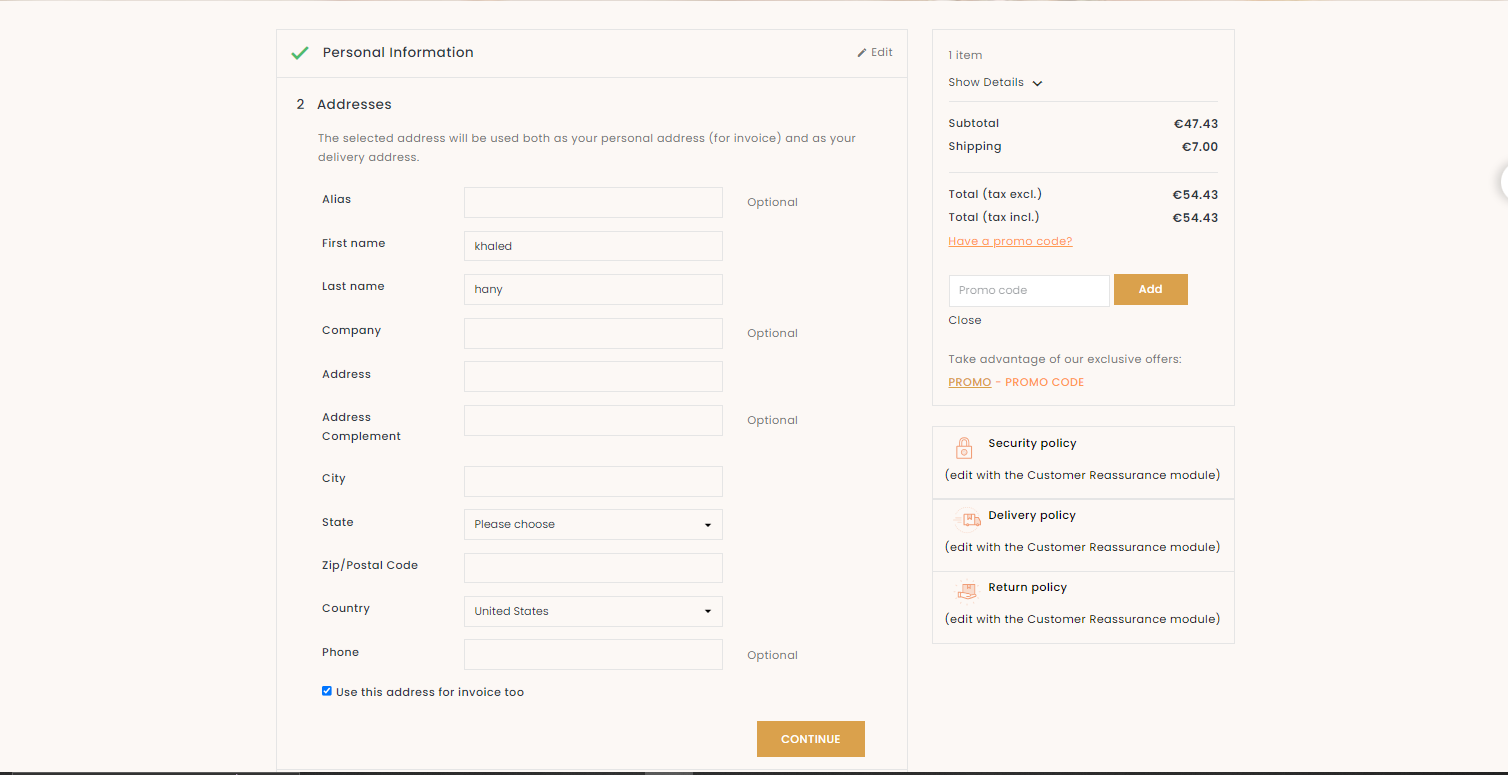 Personal Information
Edit
2 Addresses
The selected address will be used both as your personal address (for invoice) and as your
delivery address.
Alias
Optional
First name
khaled
Last name
hany
Company
Optional
Address
Address
Complement
Optional
City
State
Please choose
Zip/Postal Code
Country
United States
Phone
Optional
Use this address for invoice too
CONTINUE
1 item
Show Details
Subtotal €47.43
Shipping €7.00
Total (tax excl.) €54.43
Total (tax incl.) €54.43
Have a promo code?
Promo code
Add
Close
Take advantage of our exclusive offers:
PROMO - PROMO CODE
Security policy
(edit with the Customer Reassurance module)
Delivery policy
(edit with the Customer Reassurance module)
Return policy
(edit with the Customer Reassurance module)